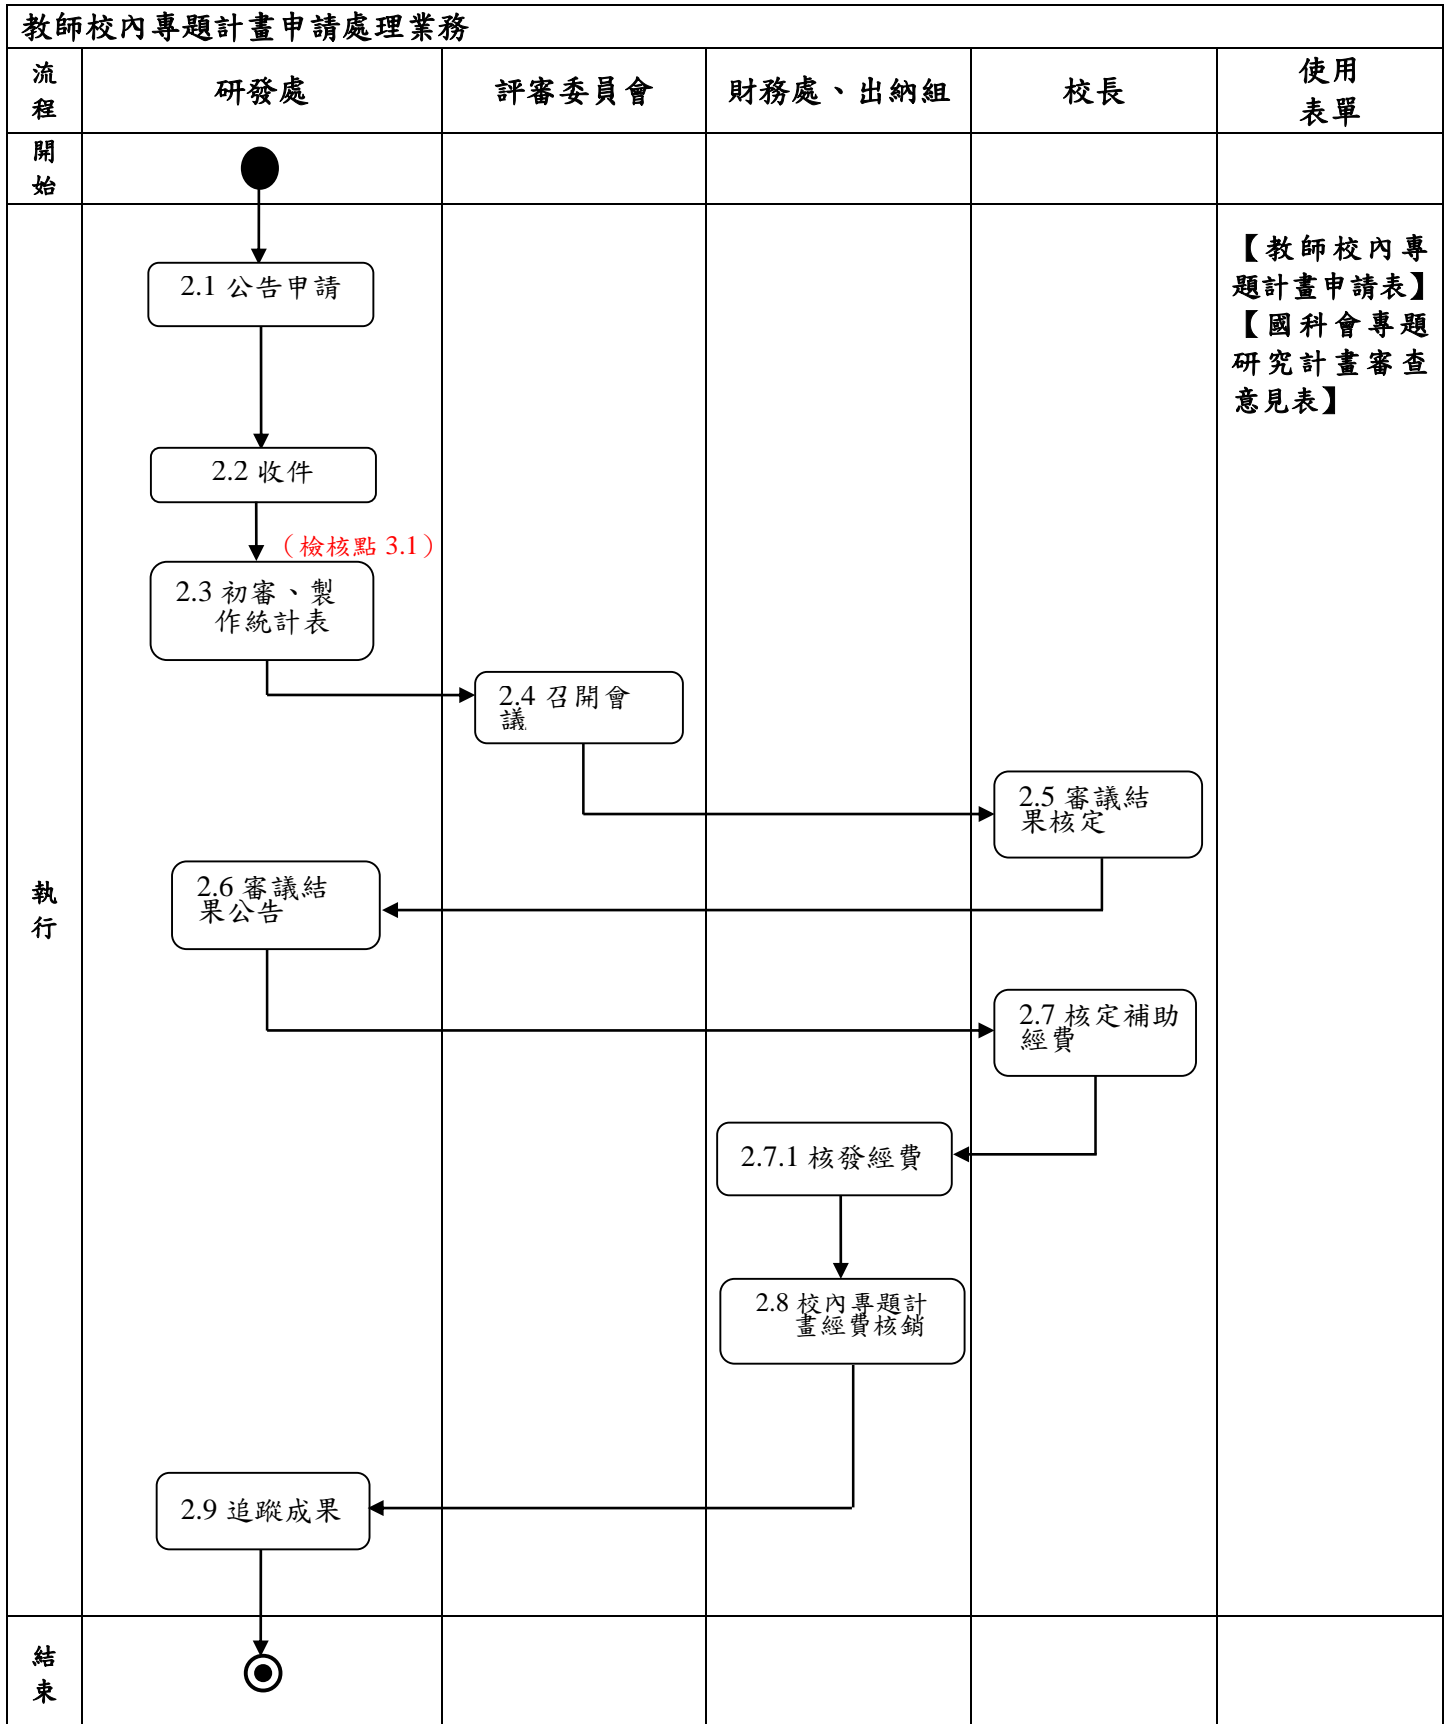 教師校內專題計畫申請處理業務
流
程
研發處
評審委員會
財務處、出納組
校長
使用
表單
開
始
【教師校內專
題計畫申請表】
【國科會專題
研究計畫審查
意見表】
2.1 公告申請
2.2 收件
（檢核點 3.1）
2.3 初審、製
作統計表
2.4 召開會
議
2.5 審議結
果核定
執
行
2.6 審議結
果公告
2.7 核定補助
經費
2.7.1 核發經費
2.8 校內專題計
畫經費核銷
2.9 追蹤成果
結
束